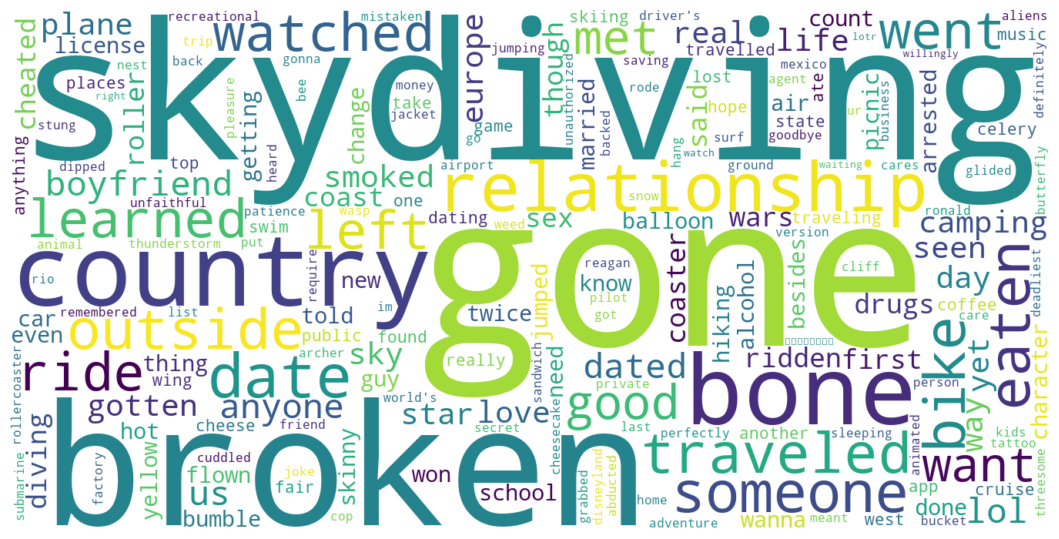 skydiving
gone
broken
country
relationship
bone
date
outside
learned
ride
someone
traveled
left
bike
eaten
want
good
went
watched
met
boyfriend
anyone
gotten
dated
lol
us
life
real
plane
license
recreational
mistaken
skiing
driver's
count
aliens
music
travelled
mexico
lotr
willingly
definitely
cheated
places
trip
back
gonna
jumping
saving
rode
agent
ate
ur
business
nest
right
roller
pleasure
bee
money
europe
though
unauthorized
lost
hope
air
state
picnic
stung
getting
change
take
jacket
game
go
backed
married
said
surf
goodbye
arrested
celery
anything
dipped
top
heard
cares
hang
watch
waiting
glided
butterfly
unfaithful
patience
smoked
coast
one
airport
ground
snow
swim
wasp
dating
weed
sex
balloon
wars
traveling
ronald
camping
animal
thunderstorm
put
version
seen
rio
remembered
list
require
new
im
reagan
know
pilot
got
twice
jumped
coaster
hiking
alcohol
besides
cliff
drugs
day
coffee
care
deadliest
character
car
even
told
public
found
really
thing
wing
archer
sky
guy
sandwich
need
private
ridden
first
yet
way
person
rollercoaster
submarine
diving
hot
cheese
friend
world's
secret
star
love
cheesecake
last
perfectly
another
sleeping
animated
kids
tattoo
threesome
yellow
factory
cuddled
flown
joke
fair
skinny
won
school
grabbed
disneyland
abducted
home
app
cruise
done
bumble
cop
adventure
wanna
meant
west
bucket